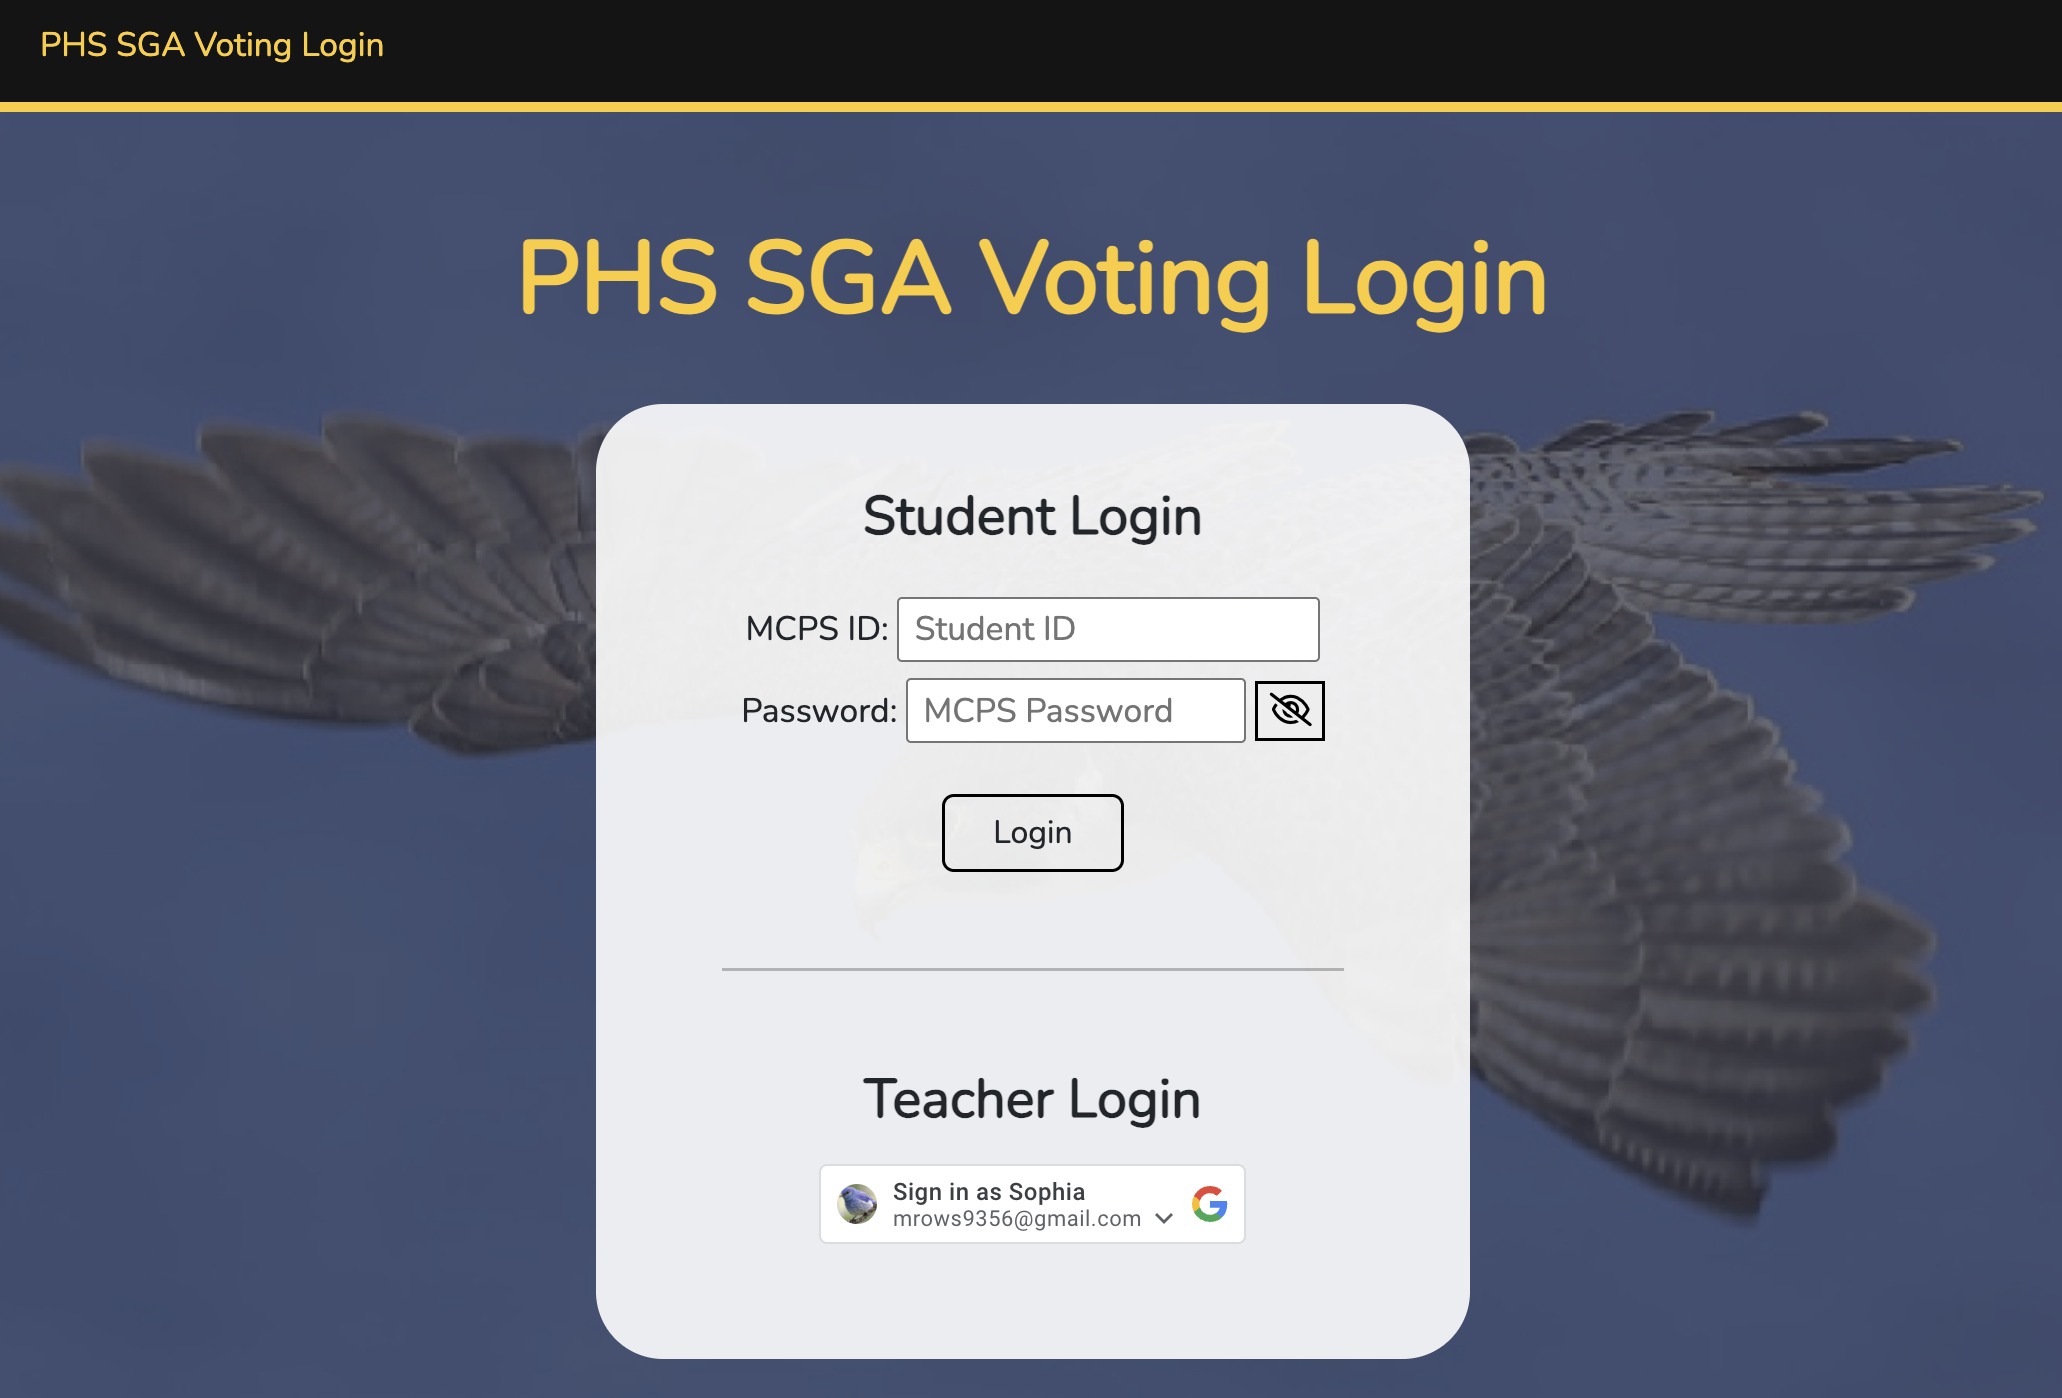 PHS SGA Voting Login
PHS SGA Voting Login
Student Login
MCPS ID: Student ID
Password: MCPS Password
Login
Teacher Login
Sign in as Sophia
mrows9356@gmail.com